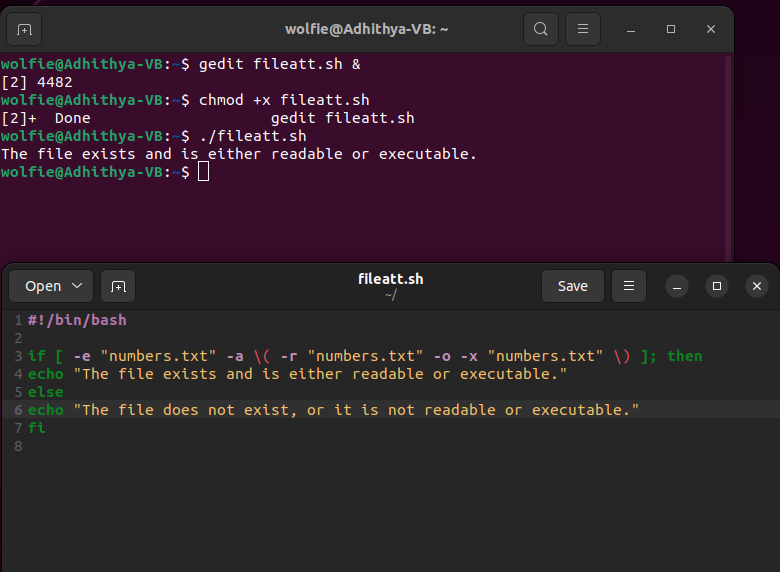 wolfie@Adhithya-VB: ~
wolfie@Adhithya-VB:~$ gedit fileatt.sh &
[2] 4482
wolfie@Adhithya-VB:~$ chmod +x fileatt.sh
[2]+  Done                    gedit fileatt.sh
wolfie@Adhithya-VB:~$ ./fileatt.sh
The file exists and is either readable or executable.
wolfie@Adhithya-VB:~$
Open
fileatt.sh
~/
Save
1 #!/bin/bash
2
3 if [ -e "numbers.txt" -a \( -r "numbers.txt" -o -x "numbers.txt" \) ]; then
4 echo "The file exists and is either readable or executable."
5 else
6 echo "The file does not exist, or it is not readable or executable."
7 fi
8